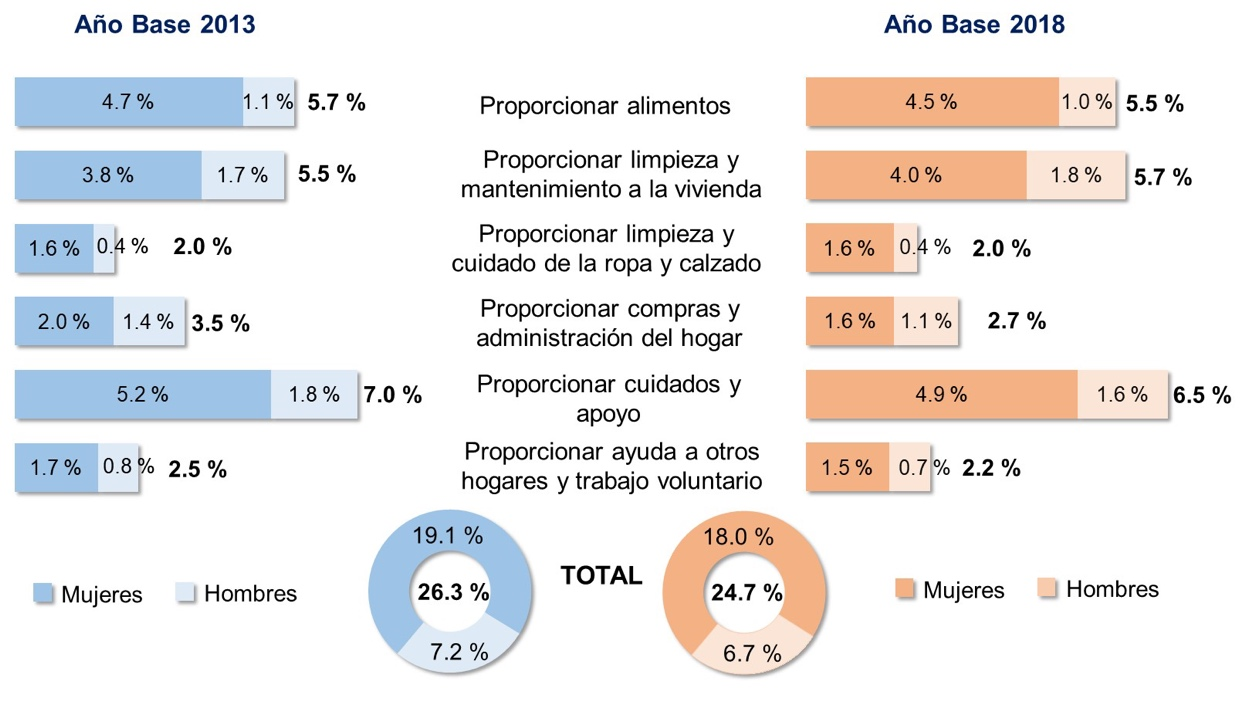 Año Base 2013
Año Base 2018
4.7 %
1.1 %
5.7 %
Proporcionar alimentos
4.5 %
1.0 %
5.5 %
3.8 %
1.7 %
5.5 %
Proporcionar limpieza y
mantenimiento a la vivienda
4.0 %
1.8 %
5.7 %
1.6 %
0.4 %
2.0 %
Proporcionar limpieza y
cuidado de la ropa y calzado
1.6 %
0.4 %
2.0 %
2.0 %
1.4 %
3.5 %
Proporcionar compras y
administración del hogar
1.6 %
1.1 %
2.7 %
5.2 %
1.8 %
7.0 %
Proporcionar cuidados y
apoyo
4.9 %
1.6 %
6.5 %
1.7 %
0.8 %
2.5 %
Proporcionar ayuda a otros
hogares y trabajo voluntario
1.5 %
0.7 %
2.2 %
Mujeres
Hombres
19.1 %
26.3 %
7.2 %
TOTAL
18.0 %
24.7 %
6.7 %
Mujeres
Hombres